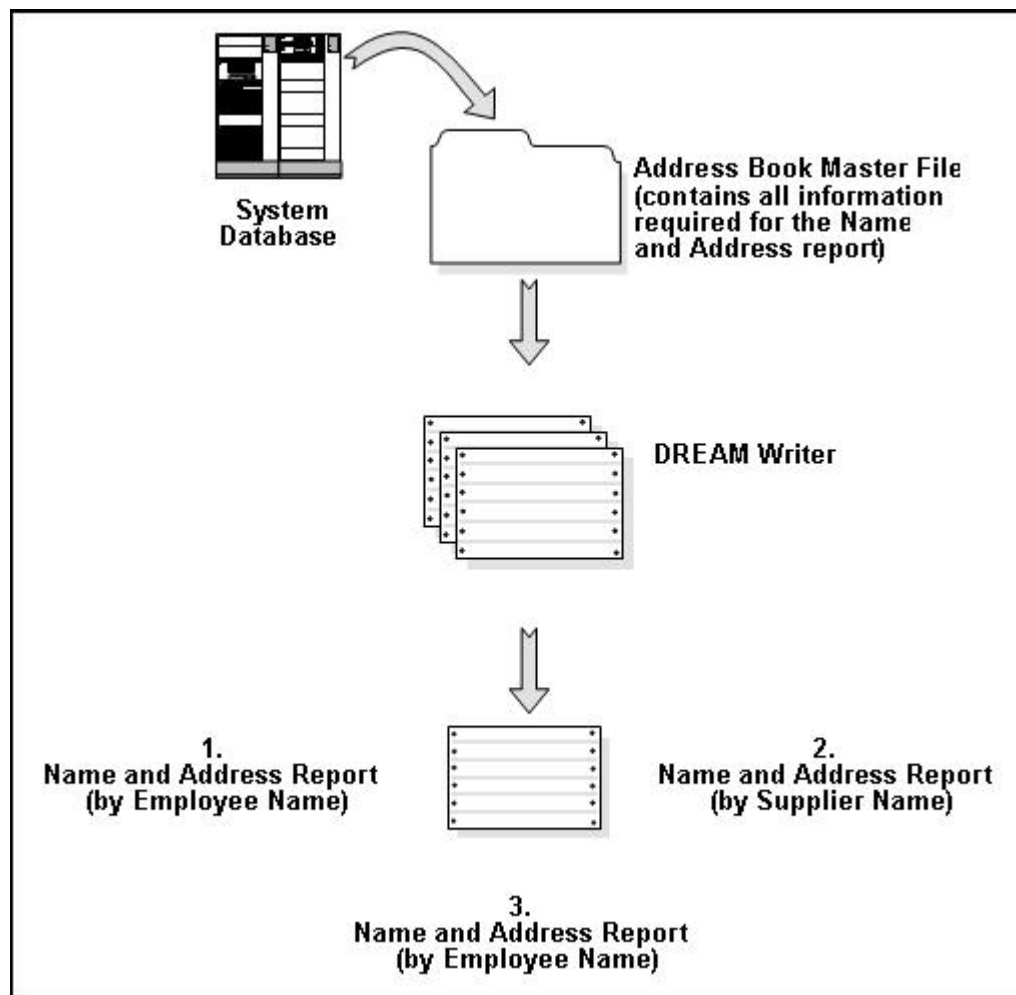 System
Database
Address Book Master File
(contains all information
required for the Name
and Address report)
DREAM Writer
1.
Name and Address Report
(by Employee Name)
2.
Name and Address Report
(by Supplier Name)
3.
Name and Address Report
(by Employee Name)